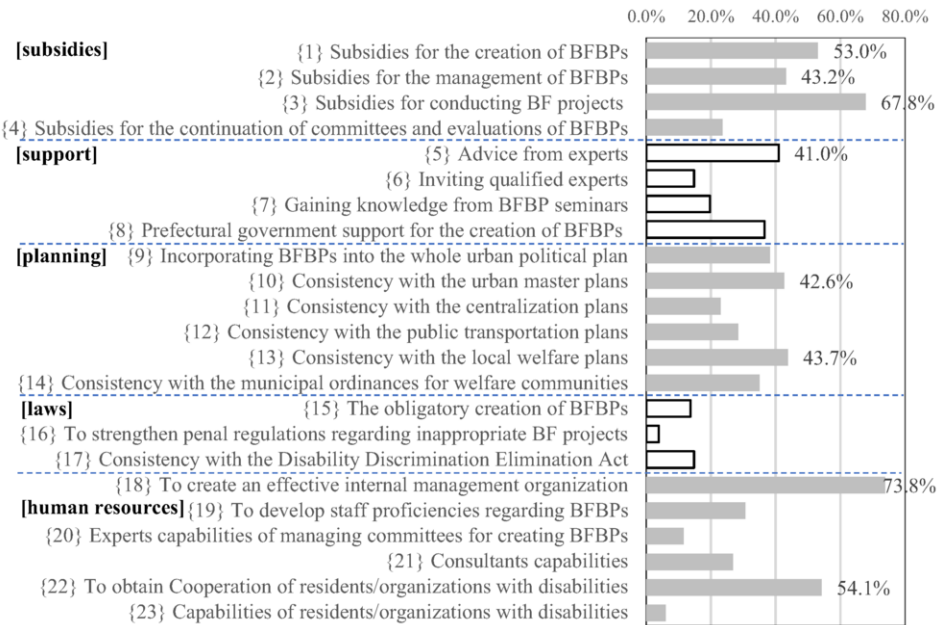 0.0% 20.0% 40.0% 60.0% 80.0%
[subsidies] {1} Subsidies for the creation of BFBPs 53.0%
{2} Subsidies for the management of BFBPs 43.2%
{3} Subsidies for conducting BF projects 67.8%
{4} Subsidies for the continuation of committees and evaluations of BFBPs
[support] {5} Advice from experts 41.0%
{6} Inviting qualified experts
{7} Gaining knowledge from BFBP seminars
{8} Prefectural government support for the creation of BFBPs
[planning] {9} Incorporating BFBPs into the whole urban political plan
{10} Consistency with the urban master plans 42.6%
{11} Consistency with the centralization plans
{12} Consistency with the public transportation plans
{13} Consistency with the local welfare plans 43.7%
{14} Consistency with the municipal ordinances for welfare communities
[laws] {15} The obligatory creation of BFBPs
{16} To strengthen penal regulations regarding inappropriate BF projects
{17} Consistency with the Disability Discrimination Elimination Act
{18} To create an effective internal management organization 73.8%
[human resources] {19} To develop staff proficiencies regarding BFBPs
{20} Experts capabilities of managing committees for creating BFBPs
{21} Consultants capabilities
{22} To obtain Cooperation of residents/organizations with disabilities 54.1%
{23} Capabilities of residents/organizations with disabilities